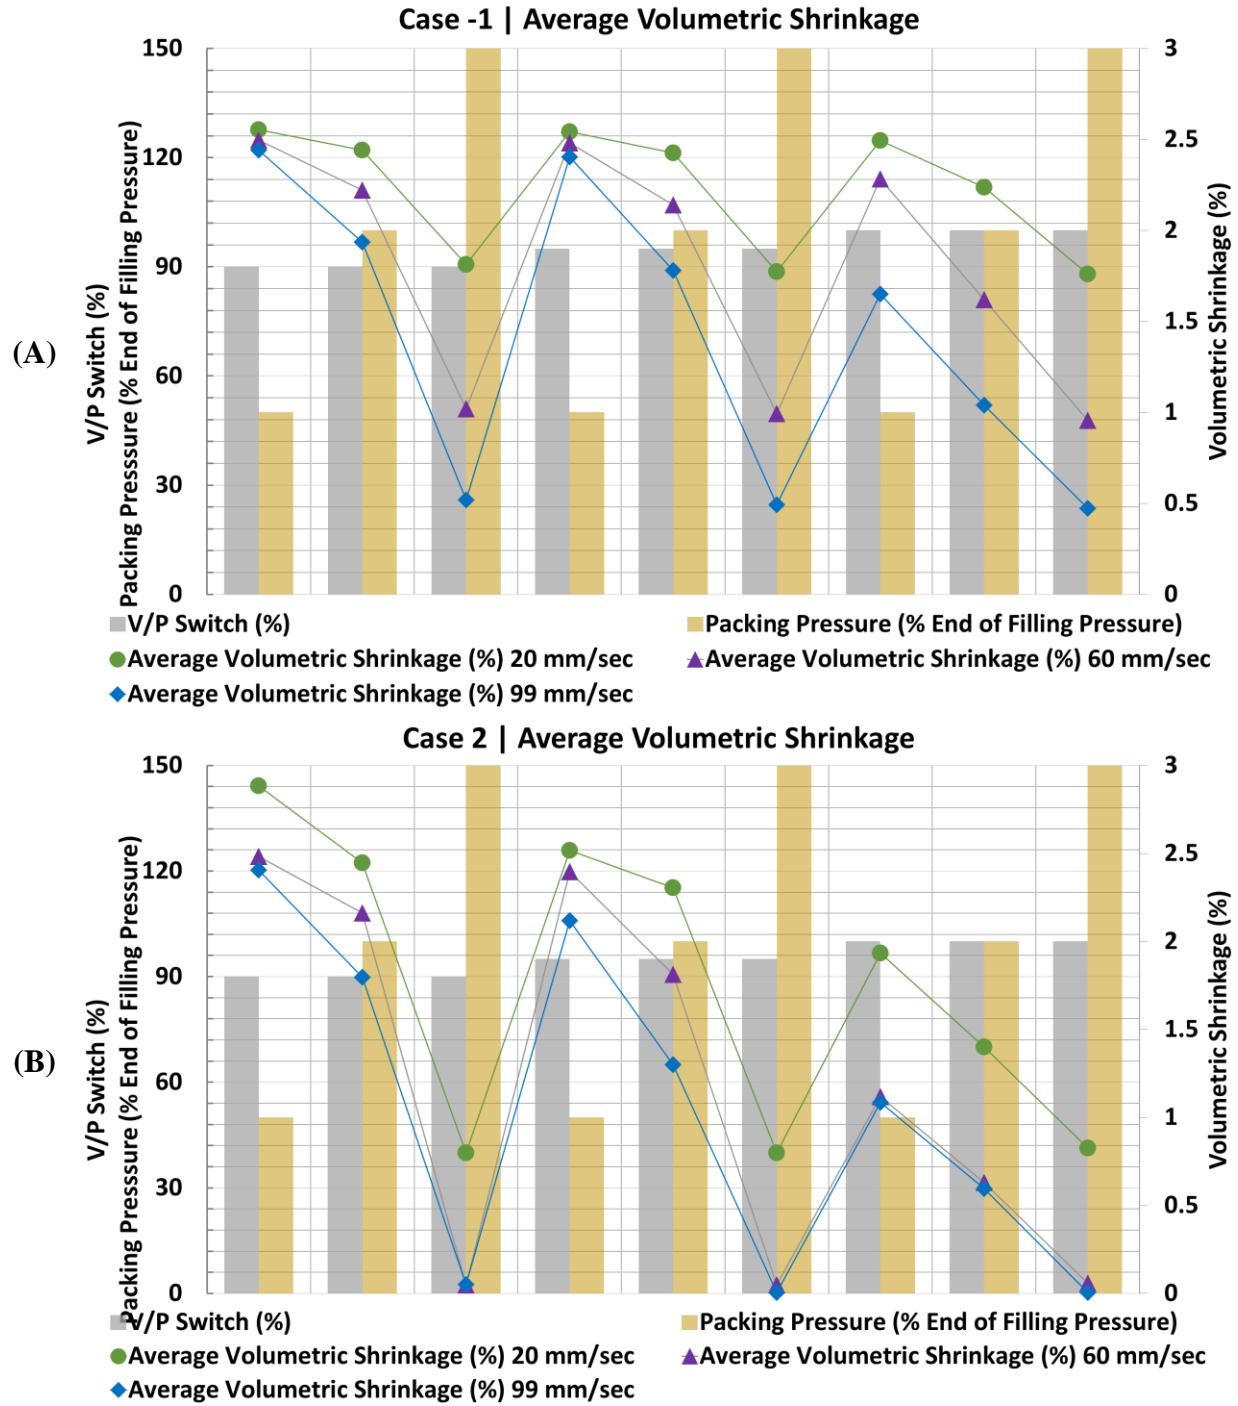 Case -1 | Average Volumetric Shrinkage
(A)
V/P Switch (%)
Packing Presssure (% End of Filling Pressure)
150
120
90
60
30
0
3
2.5
2
1.5
1
0.5
0
Volumetric Shrinkage (%)
V/P Switch (%)
Packing Pressure (% End of Filling Pressure)
Average Volumetric Shrinkage (%) 20 mm/sec
Average Volumetric Shrinkage (%) 60 mm/sec
Average Volumetric Shrinkage (%) 99 mm/sec
Case 2 | Average Volumetric Shrinkage
(B)
V/P Switch (%)
Packing Presssure (% End of Filling Pressure)
150
120
90
60
30
0
3
2.5
2
1.5
1
0.5
0
Volumetric Shrinkage (%)
V/P Switch (%)
Packing Pressure (% End of Filling Pressure)
Average Volumetric Shrinkage (%) 20 mm/sec
Average Volumetric Shrinkage (%) 60 mm/sec
Average Volumetric Shrinkage (%) 99 mm/sec